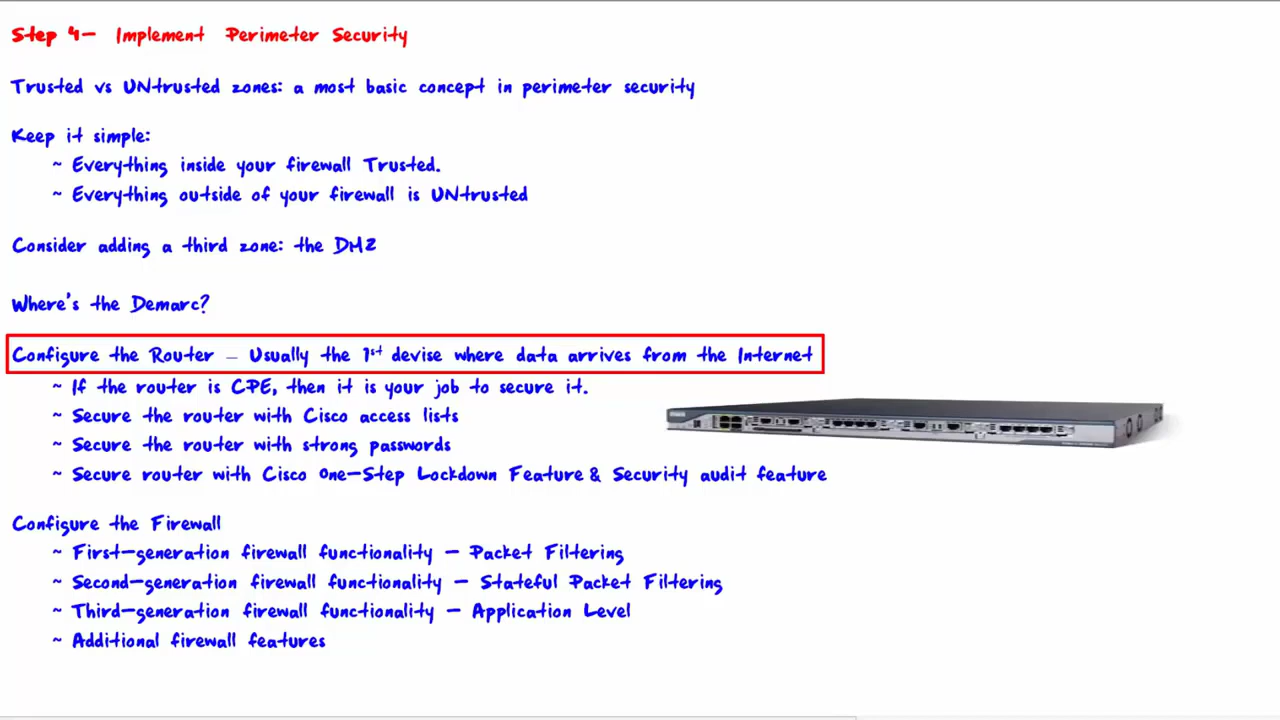 Step 4- Implement Perimeter Security
Trusted vs UNtrusted zones: a most basic concept in perimeter security
Keep it simple:
~ Everything inside your firewall Trusted.
~ Everything outside of your firewall is UNtrusted
Consider adding a third zone: the DMZ
Where's the Demarc?
Configure the Router – Usually the 1st devise where data arrives from the Internet
~ If the router is CPE, then it is your job to secure it.
~ Secure the router with Cisco access lists
~ Secure the router with strong passwords
~ Secure router with Cisco One-Step Lockdown Feature & Security audit feature
Configure the Firewall
~ First-generation firewall functionality - Packet Filtering
~ Second-generation firewall functionality - Stateful Packet Filtering
~ Third-generation firewall functionality - Application Level
~ Additional firewall features